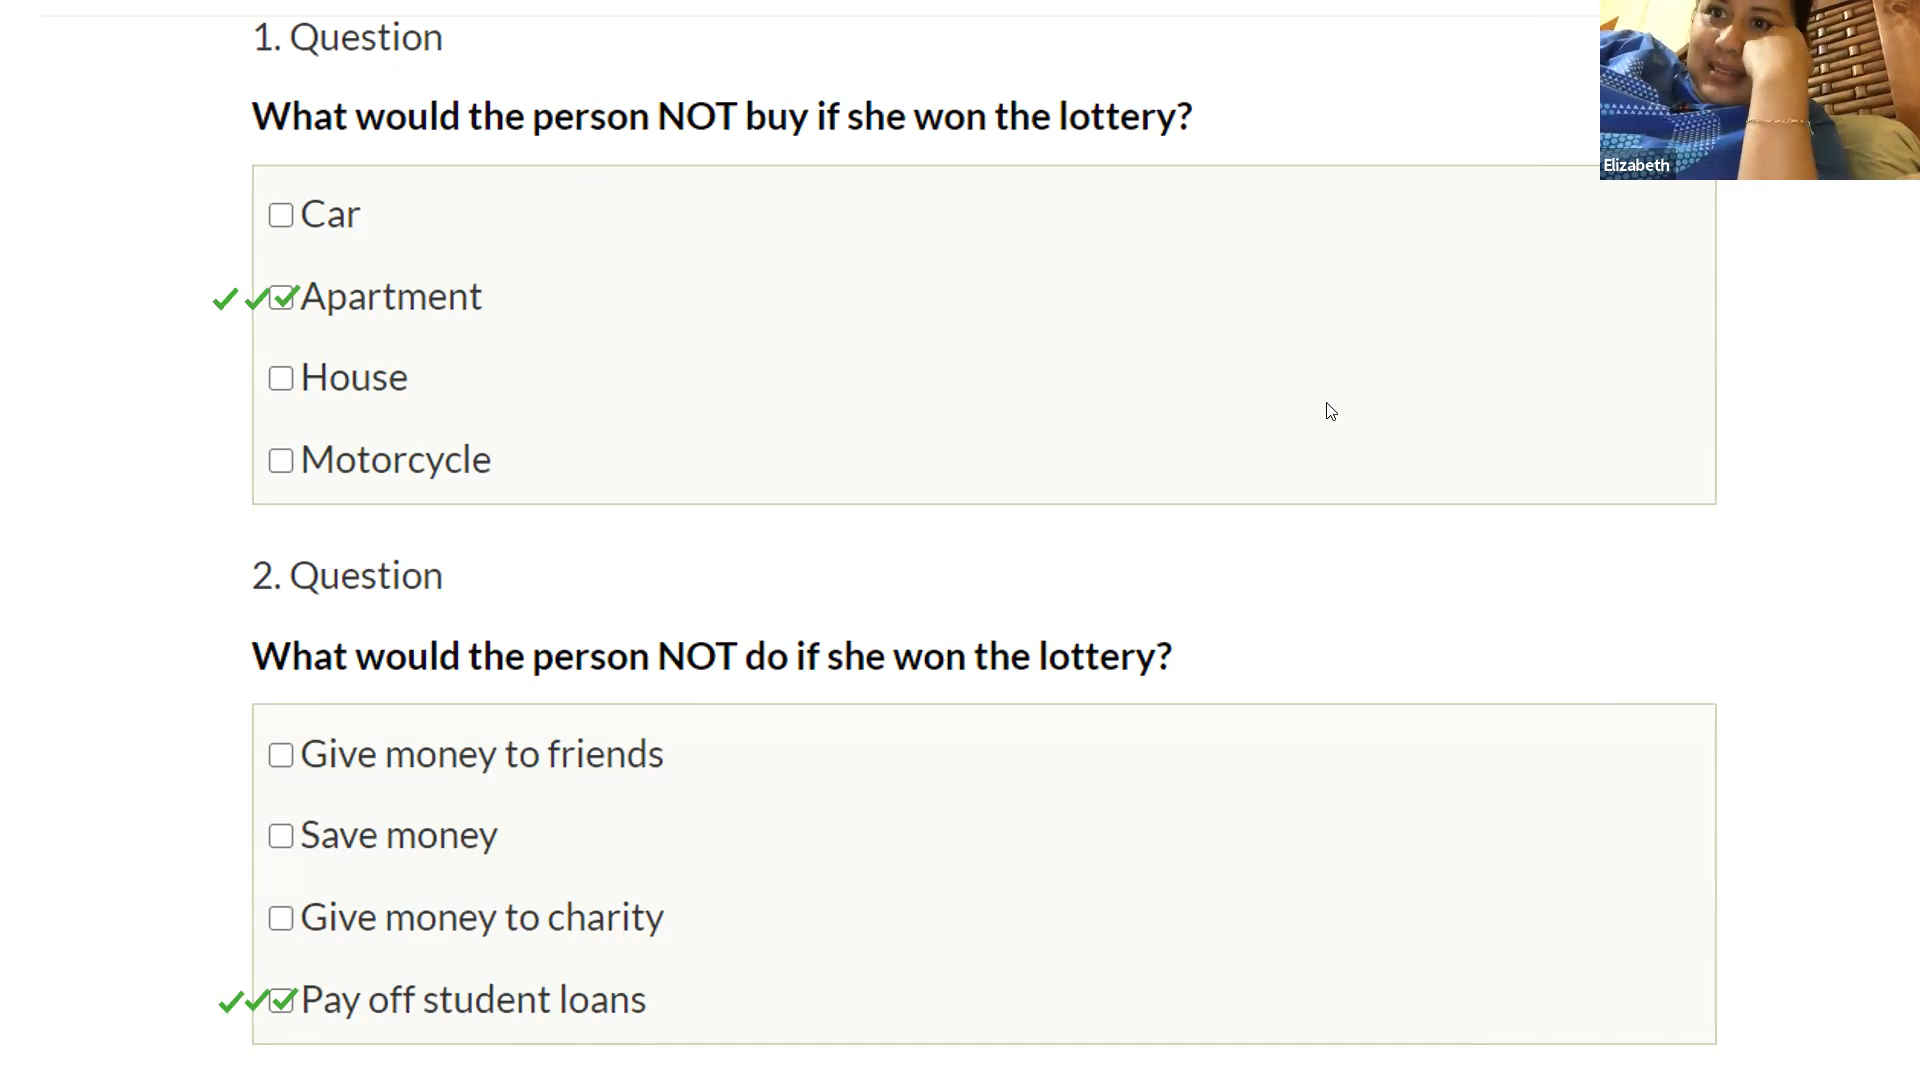 1. Question
What would the person NOT buy if she won the lottery?
Car
Apartment
House
Motorcycle
2. Question
What would the person NOT do if she won the lottery?
Give money to friends
Save money
Give money to charity
Pay off student loans
Elizabeth